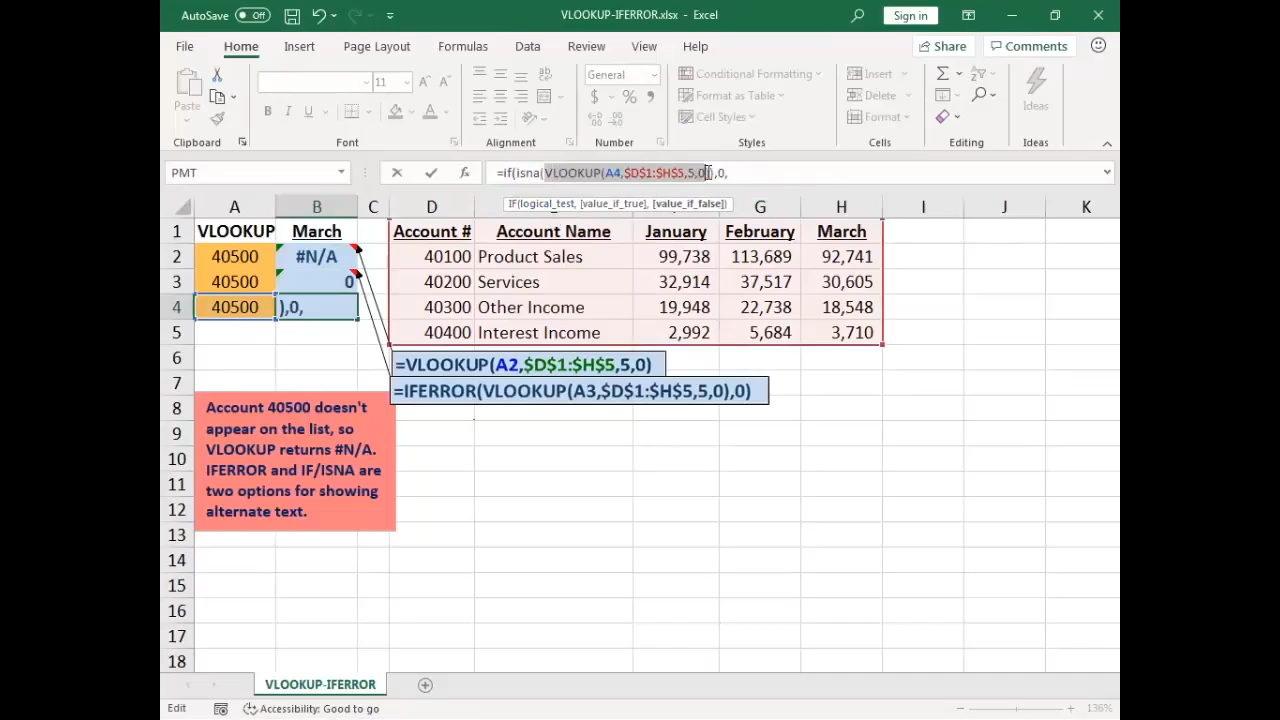 AutoSave Off VLOOKUP-IFERROR.xlsx - Excel Sign in
File Home Insert Page Layout Formulas Data Review View Help Share Comments
Paste 11 A A ab General Conditional Formatting Insert Σ Ideas
B I U A $ % , Format as Table Delete
Cell Styles Format
Clipboard Font Alignment Number Styles Cells Editing Ideas
PMT fx =if(isna(VLOOKUP(A4,$D$1:$H$5,5,0)),0,
IF(logical_test, [value_if_true], [value_if_false])
A B C D G H I J K
1 VLOOKUP March Account # Account Name January February March
2 40500 #N/A 40100 Product Sales 99,738 113,689 92,741
3 40500 0 40200 Services 32,914 37,517 30,605
4 40500 ),0, 40300 Other Income 19,948 22,738 18,548
5 40400 Interest Income 2,992 5,684 3,710
6 =VLOOKUP(A2,$D$1:$H$5,5,0)
7 =IFERROR(VLOOKUP(A3,$D$1:$H$5,5,0),0)
8 Account 40500 doesn't
9 appear on the list, so
10 VLOOKUP returns #N/A.
IFERROR and IF/ISNA are
11 two options for showing
12 alternate text.
13
14
15
16
17
18
VLOOKUP-IFERROR
Edit Accessibility: Good to go 136%